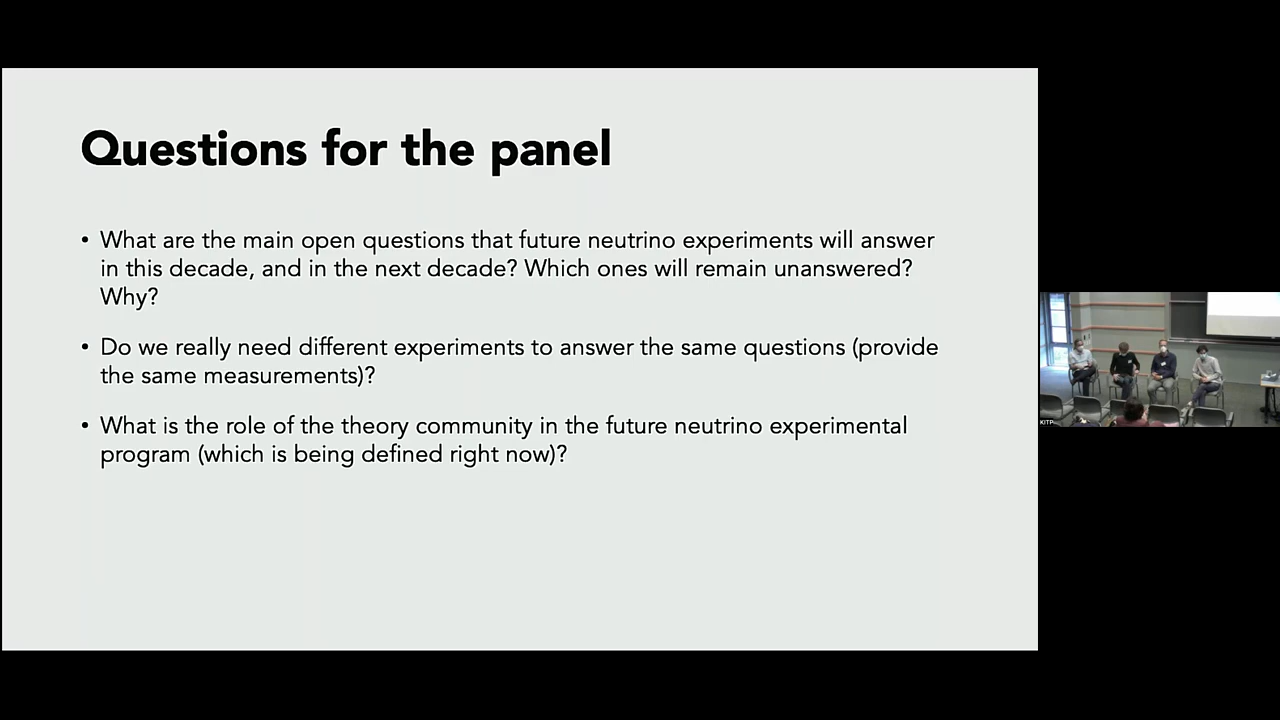 Questions for the panel
• What are the main open questions that future neutrino experiments will answer
in this decade, and in the next decade? Which ones will remain unanswered?
Why?
• Do we really need different experiments to answer the same questions (provide
the same measurements)?
• What is the role of the theory community in the future neutrino experimental
program (which is being defined right now)?
KITP